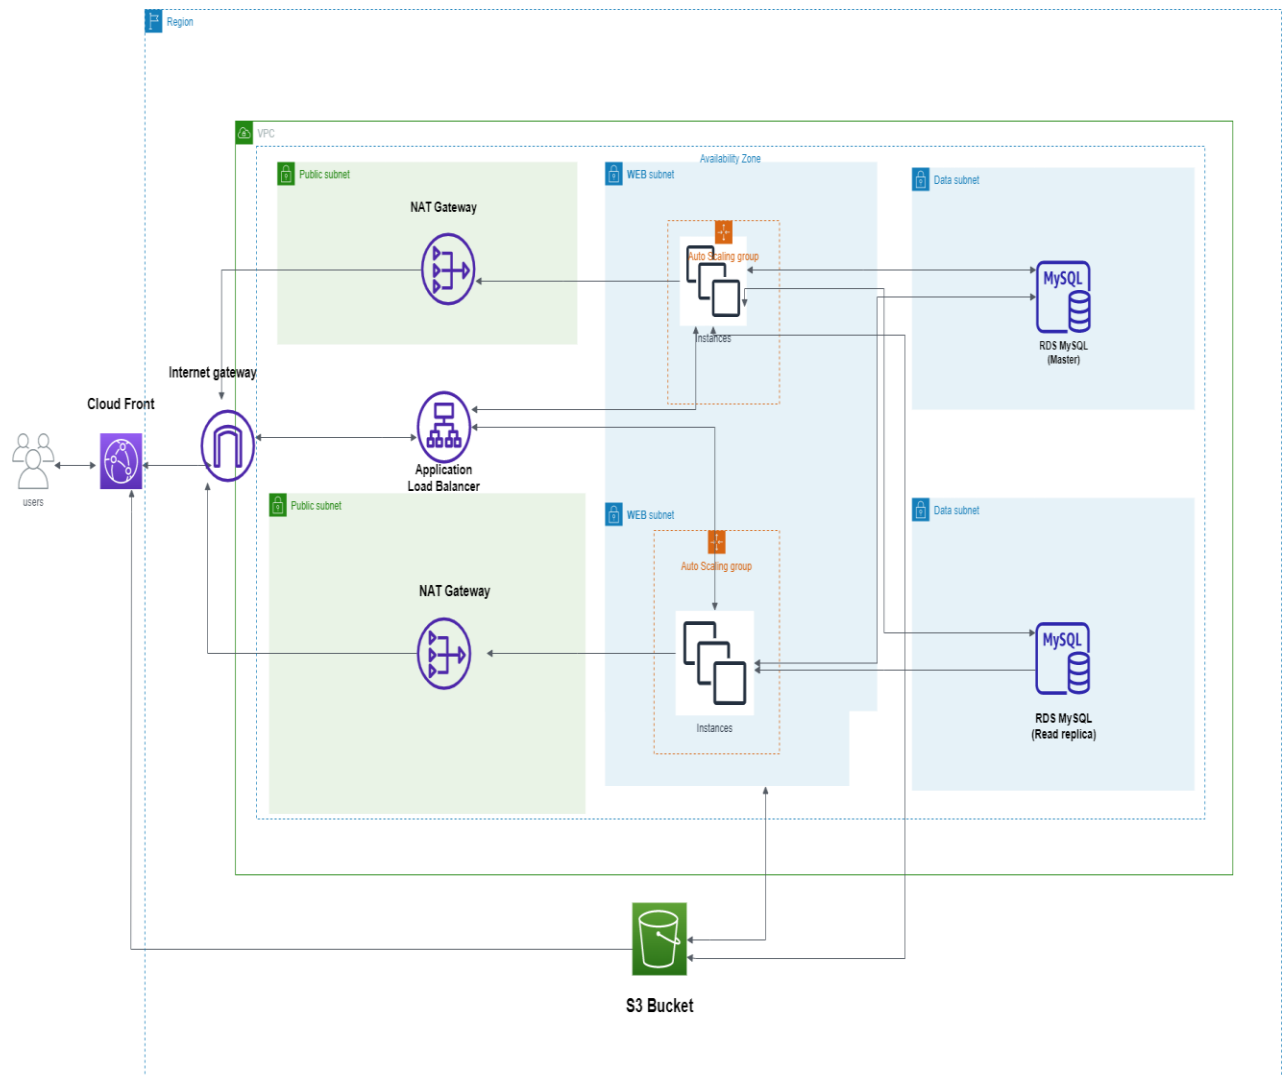 Region
VPC
Availability Zone
Public subnet
WEB subnet
Data subnet
NAT Gateway
Auto Scaling group
MySQL
Instances
RDS MySQL
(Master)
Internet gateway
Cloud Front
users
Application
Load Balancer
Public subnet
WEB subnet
Data subnet
Auto Scaling group
NAT Gateway
MySQL
Instances
RDS MySQL
(Read replica)
S3 Bucket